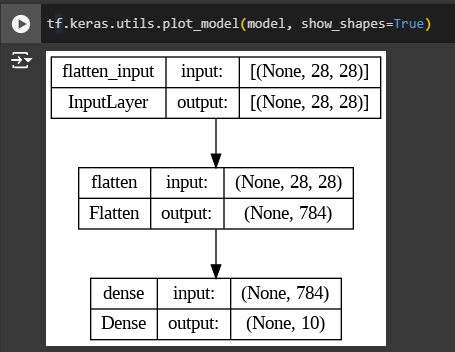 tf.keras.utils.plot_model(model, show_shapes=True)
flatten_input input: [(None, 28, 28)]
InputLayer output: [(None, 28, 28)]
flatten input: (None, 28, 28)
Flatten output: (None, 784)
dense input: (None, 784)
Dense output: (None, 10)